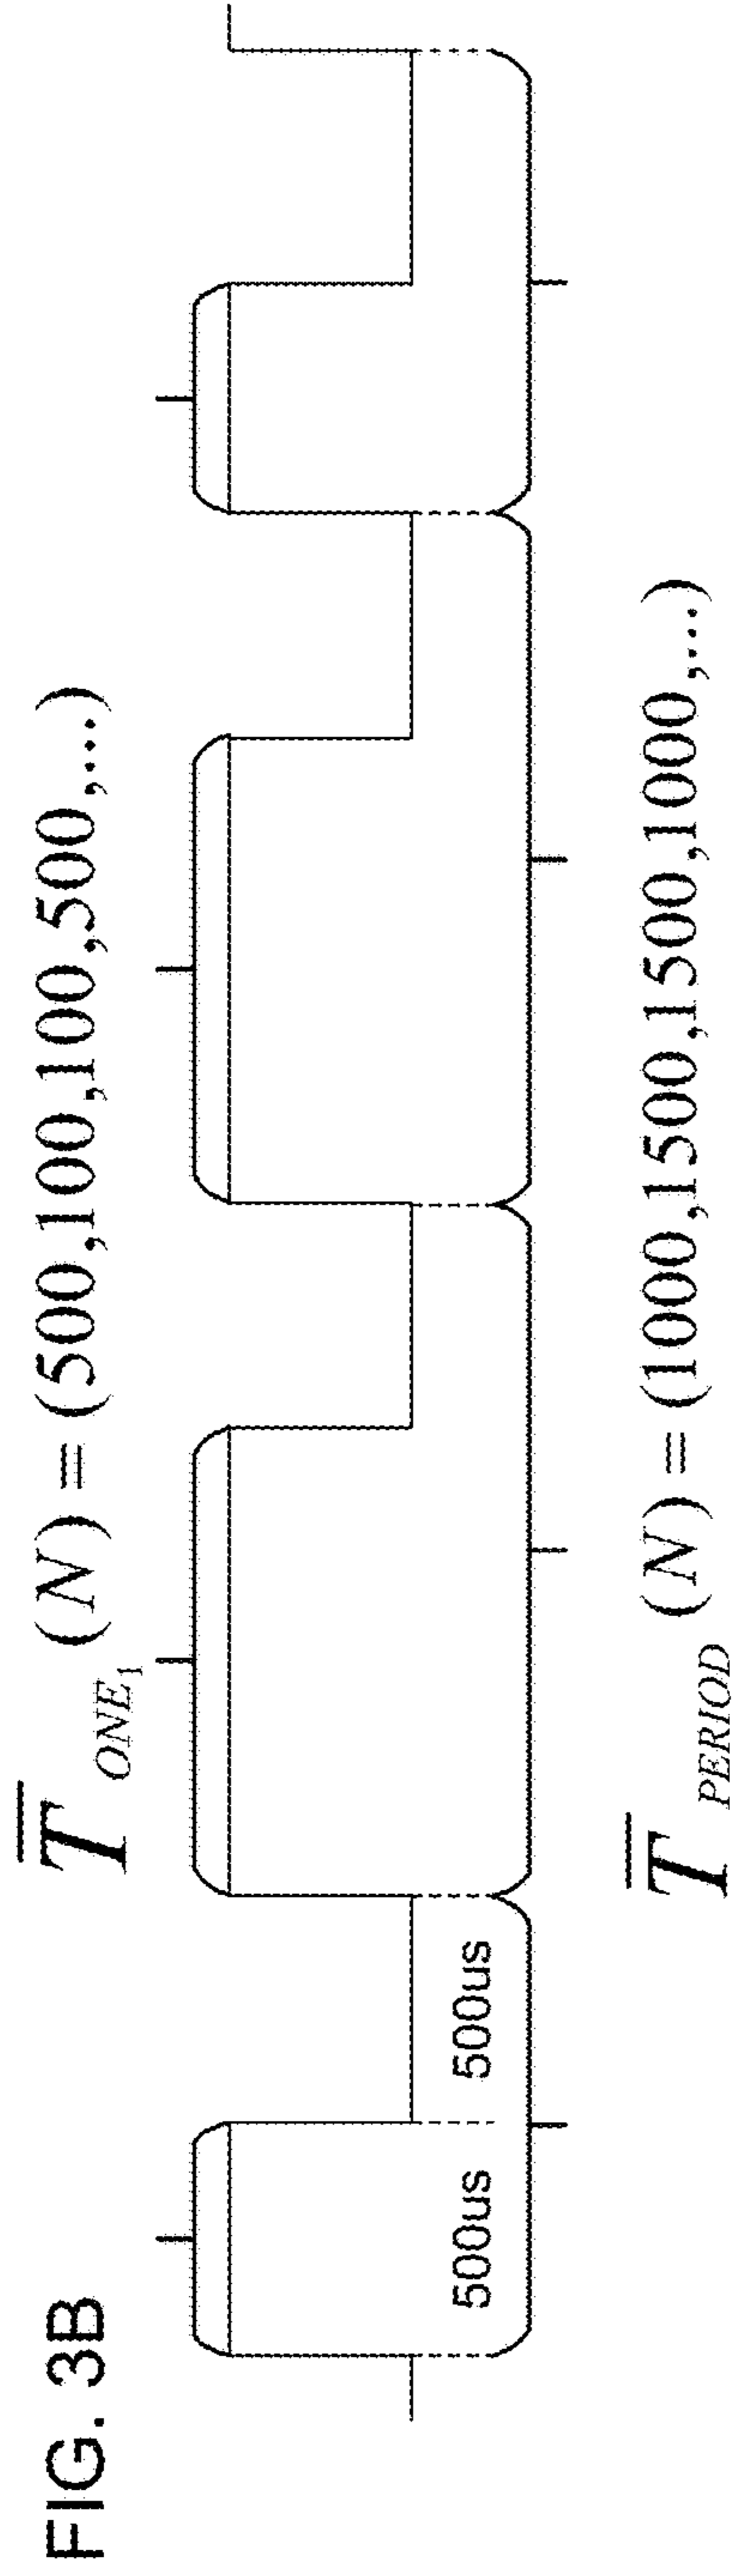 FIG. 3B
T̿ ONE₁ (N) = (500,100,100,500,...)
500us 500us
T̿ PERIOD (N) = (1000,1500,1500,1000,...)